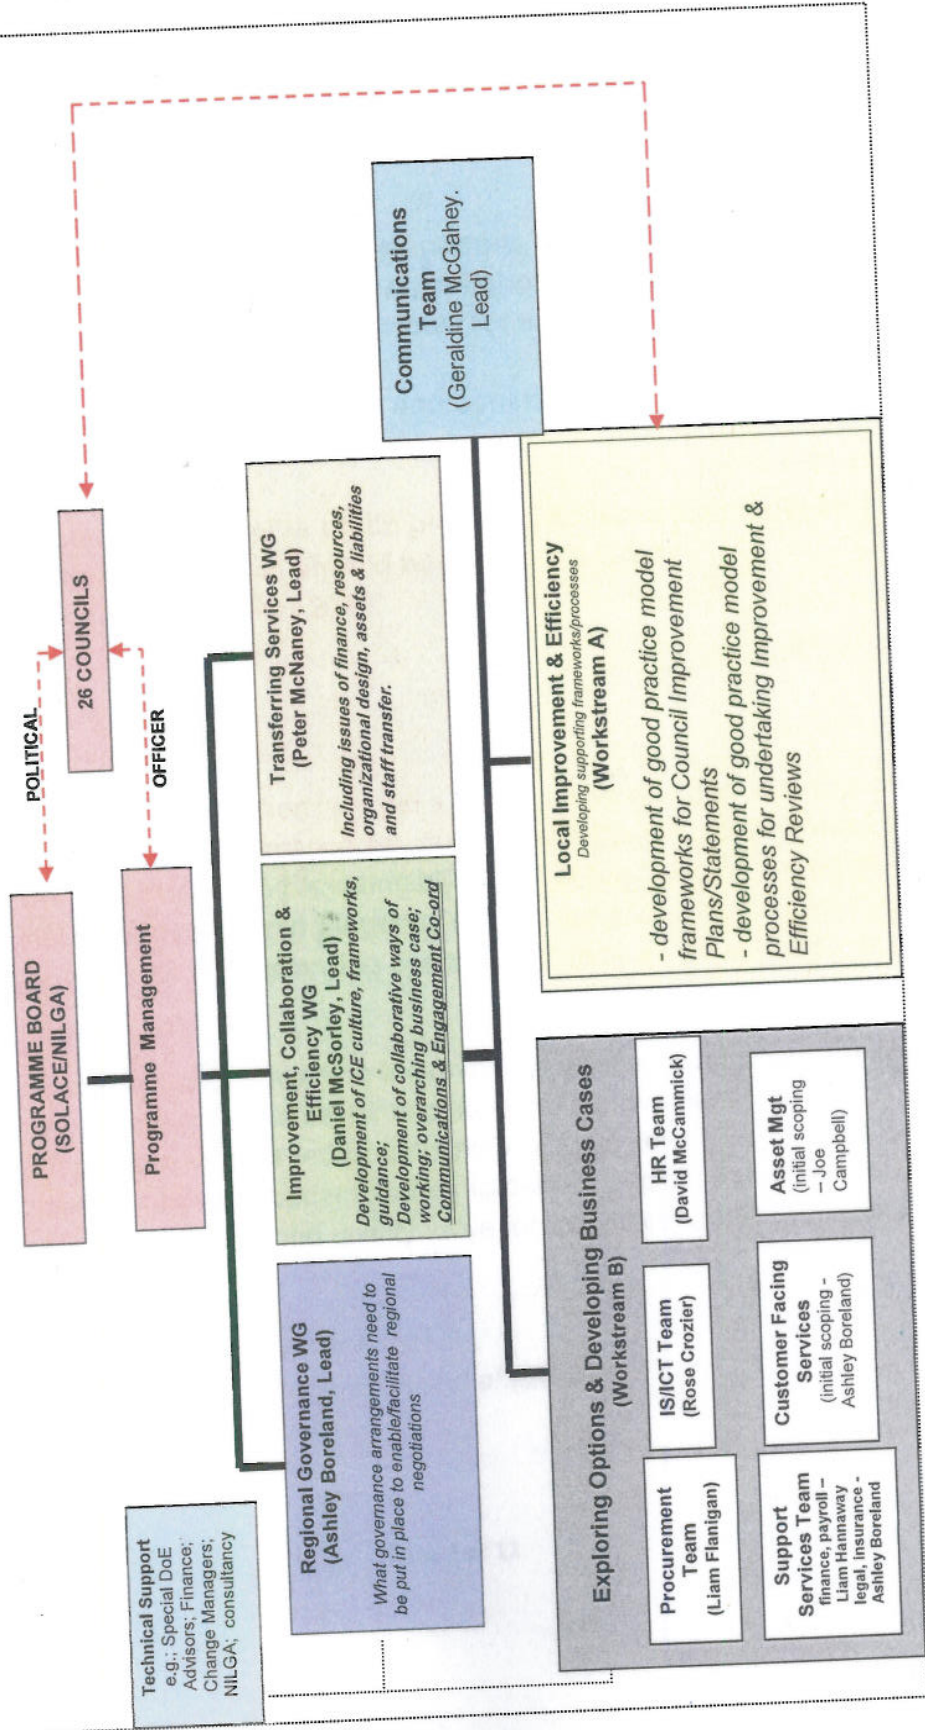 PROGRAMME BOARD
(SOLACE/NILGA)
POLITICAL
26 COUNCILS
OFFICER
Programme Management
Technical Support
e.g.; Special DoE
Advisors; Finance;
Change Managers;
NILGA; consultancy
Regional Governance WG
(Ashley Boreland, Lead)
What governance arrangements need to
be put in place to enable/facilitate regional
negotiations
Improvement, Collaboration &
Efficiency WG
(Daniel McSorley, Lead)
Development of ICE culture, frameworks,
guidance;
Development of collaborative ways of
working; overarching business case;
Communications & Engagement Co-ord
Transferring Services WG
(Peter McNaney, Lead)
Including issues of finance, resources,
organizational design, assets & liabilities
and staff transfer.
Communications
Team
(Geraldine McGahey.
Lead)
Exploring Options & Developing Business Cases
(Workstream B)
Procurement
Team
(Liam Flanigan)
IS/ICT Team
(Rose Crozier)
HR Team
(David McCammick)
Support
Services Team
finance, payroll –
Liam Hannaway
legal, Insurance -
Ashley Boreland
Customer Facing
Services
(initial scoping -
Ashley Boreland)
Asset Mgt
(initial scoping
– Joe
Campbell)
Local Improvement & Efficiency
Developing supporting frameworks/processes
(Workstream A)
- development of good practice model
frameworks for Council Improvement
Plans/Statements
- development of good practice model
processes for undertaking Improvement &
Efficiency Reviews